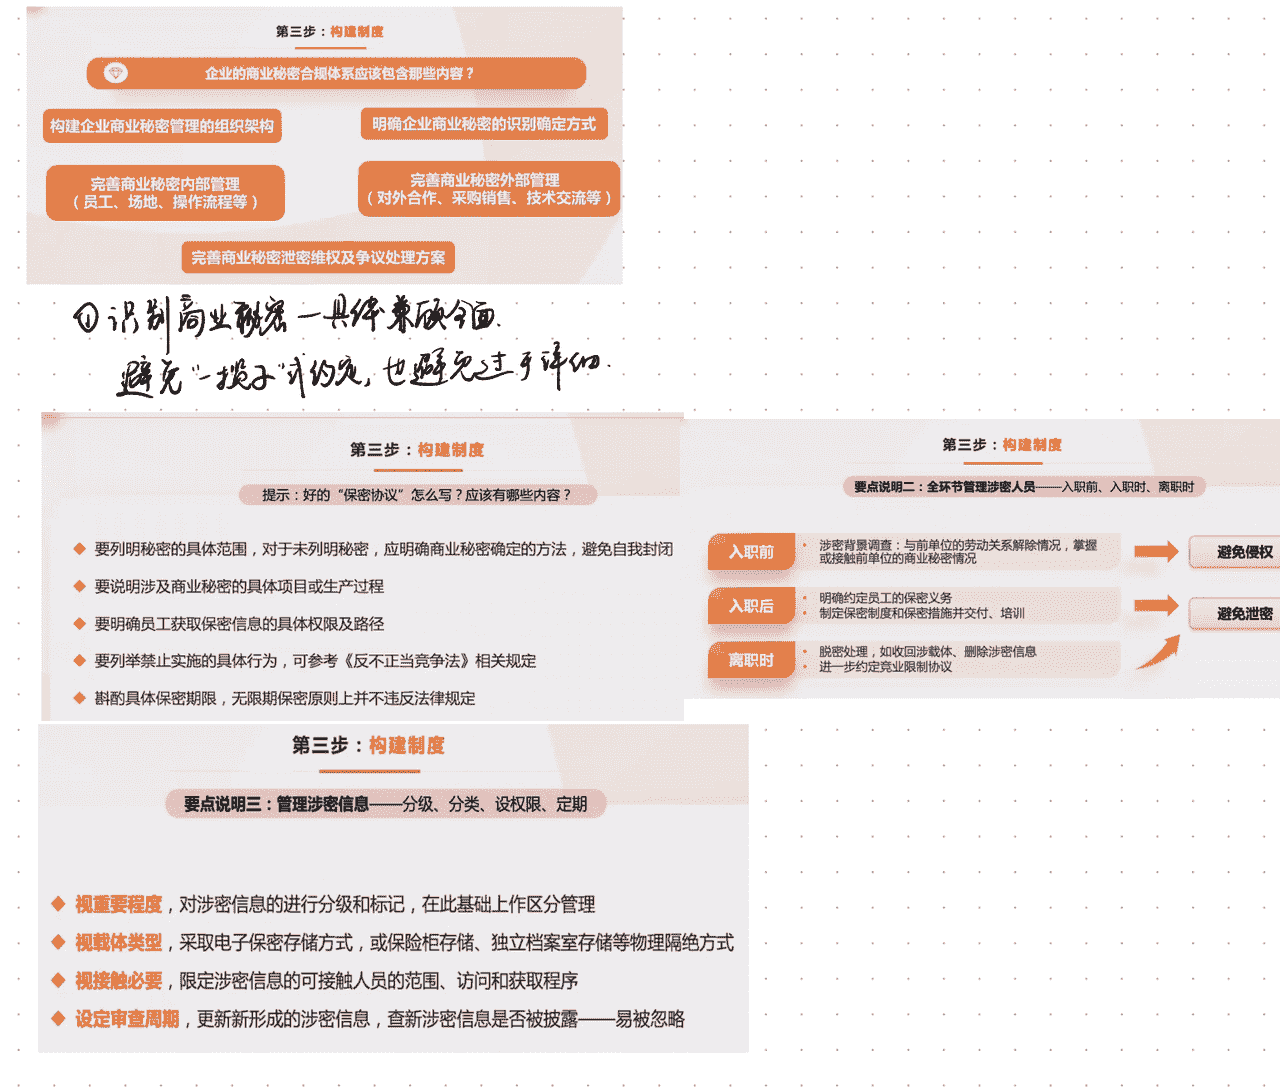 第三步：构建制度
企业的商业秘密合规体系应该包含那些内容？
构建企业商业秘密管理的组织架构
明确企业商业秘密的识别确定方式
完善商业秘密内部管理
（员工、场地、操作流程等）
完善商业秘密外部管理
（对外合作、采购销售、技术交流等）
完善商业秘密泄密维权及争议处理方案
①识别商业秘密—具体兼顾全面.
避免“一揽子”式约定，也避免过于详细.
第三步：构建制度
提示：好的“保密协议”怎么写？应该有哪些内容？
要列明秘密的具体范围，对于未列明秘密，应明确商业秘密确定的方法，避免自我封闭
要说明涉及商业秘密的具体项目或生产过程
要明确员工获取保密信息的具体权限及路径
要列举禁止实施的具体行为，可参考《反不正当竞争法》相关规定
斟酌具体保密期限，无限期保密原则上并不违反法律规定
第三步：构建制度
要点说明二：全环节管理涉密人员——入职前、入职时、离职时
入职前
涉密背景调查：与前单位的劳动关系解除情况，掌握
或接触前单位的商业秘密情况
避免侵权
入职后
明确约定员工的保密义务
制定保密制度和保密措施并交付、培训
避免泄密
离职时
脱密处理，如收回涉载体、删除涉密信息
进一步约定竞业限制协议
第三步：构建制度
要点说明三：管理涉密信息——分级、分类、设权限、定期
视重要程度，对涉密信息的进行分级和标记，在此基础上作区分管理
视载体类型，采取电子保密存储方式，或保险柜存储、独立档案室存储等物理隔绝方式
视接触必要，限定涉密信息的可接触人员的范围、访问和获取程序
设定审查周期，更新新形成的涉密信息，查新涉密信息是否被披露——易被忽略